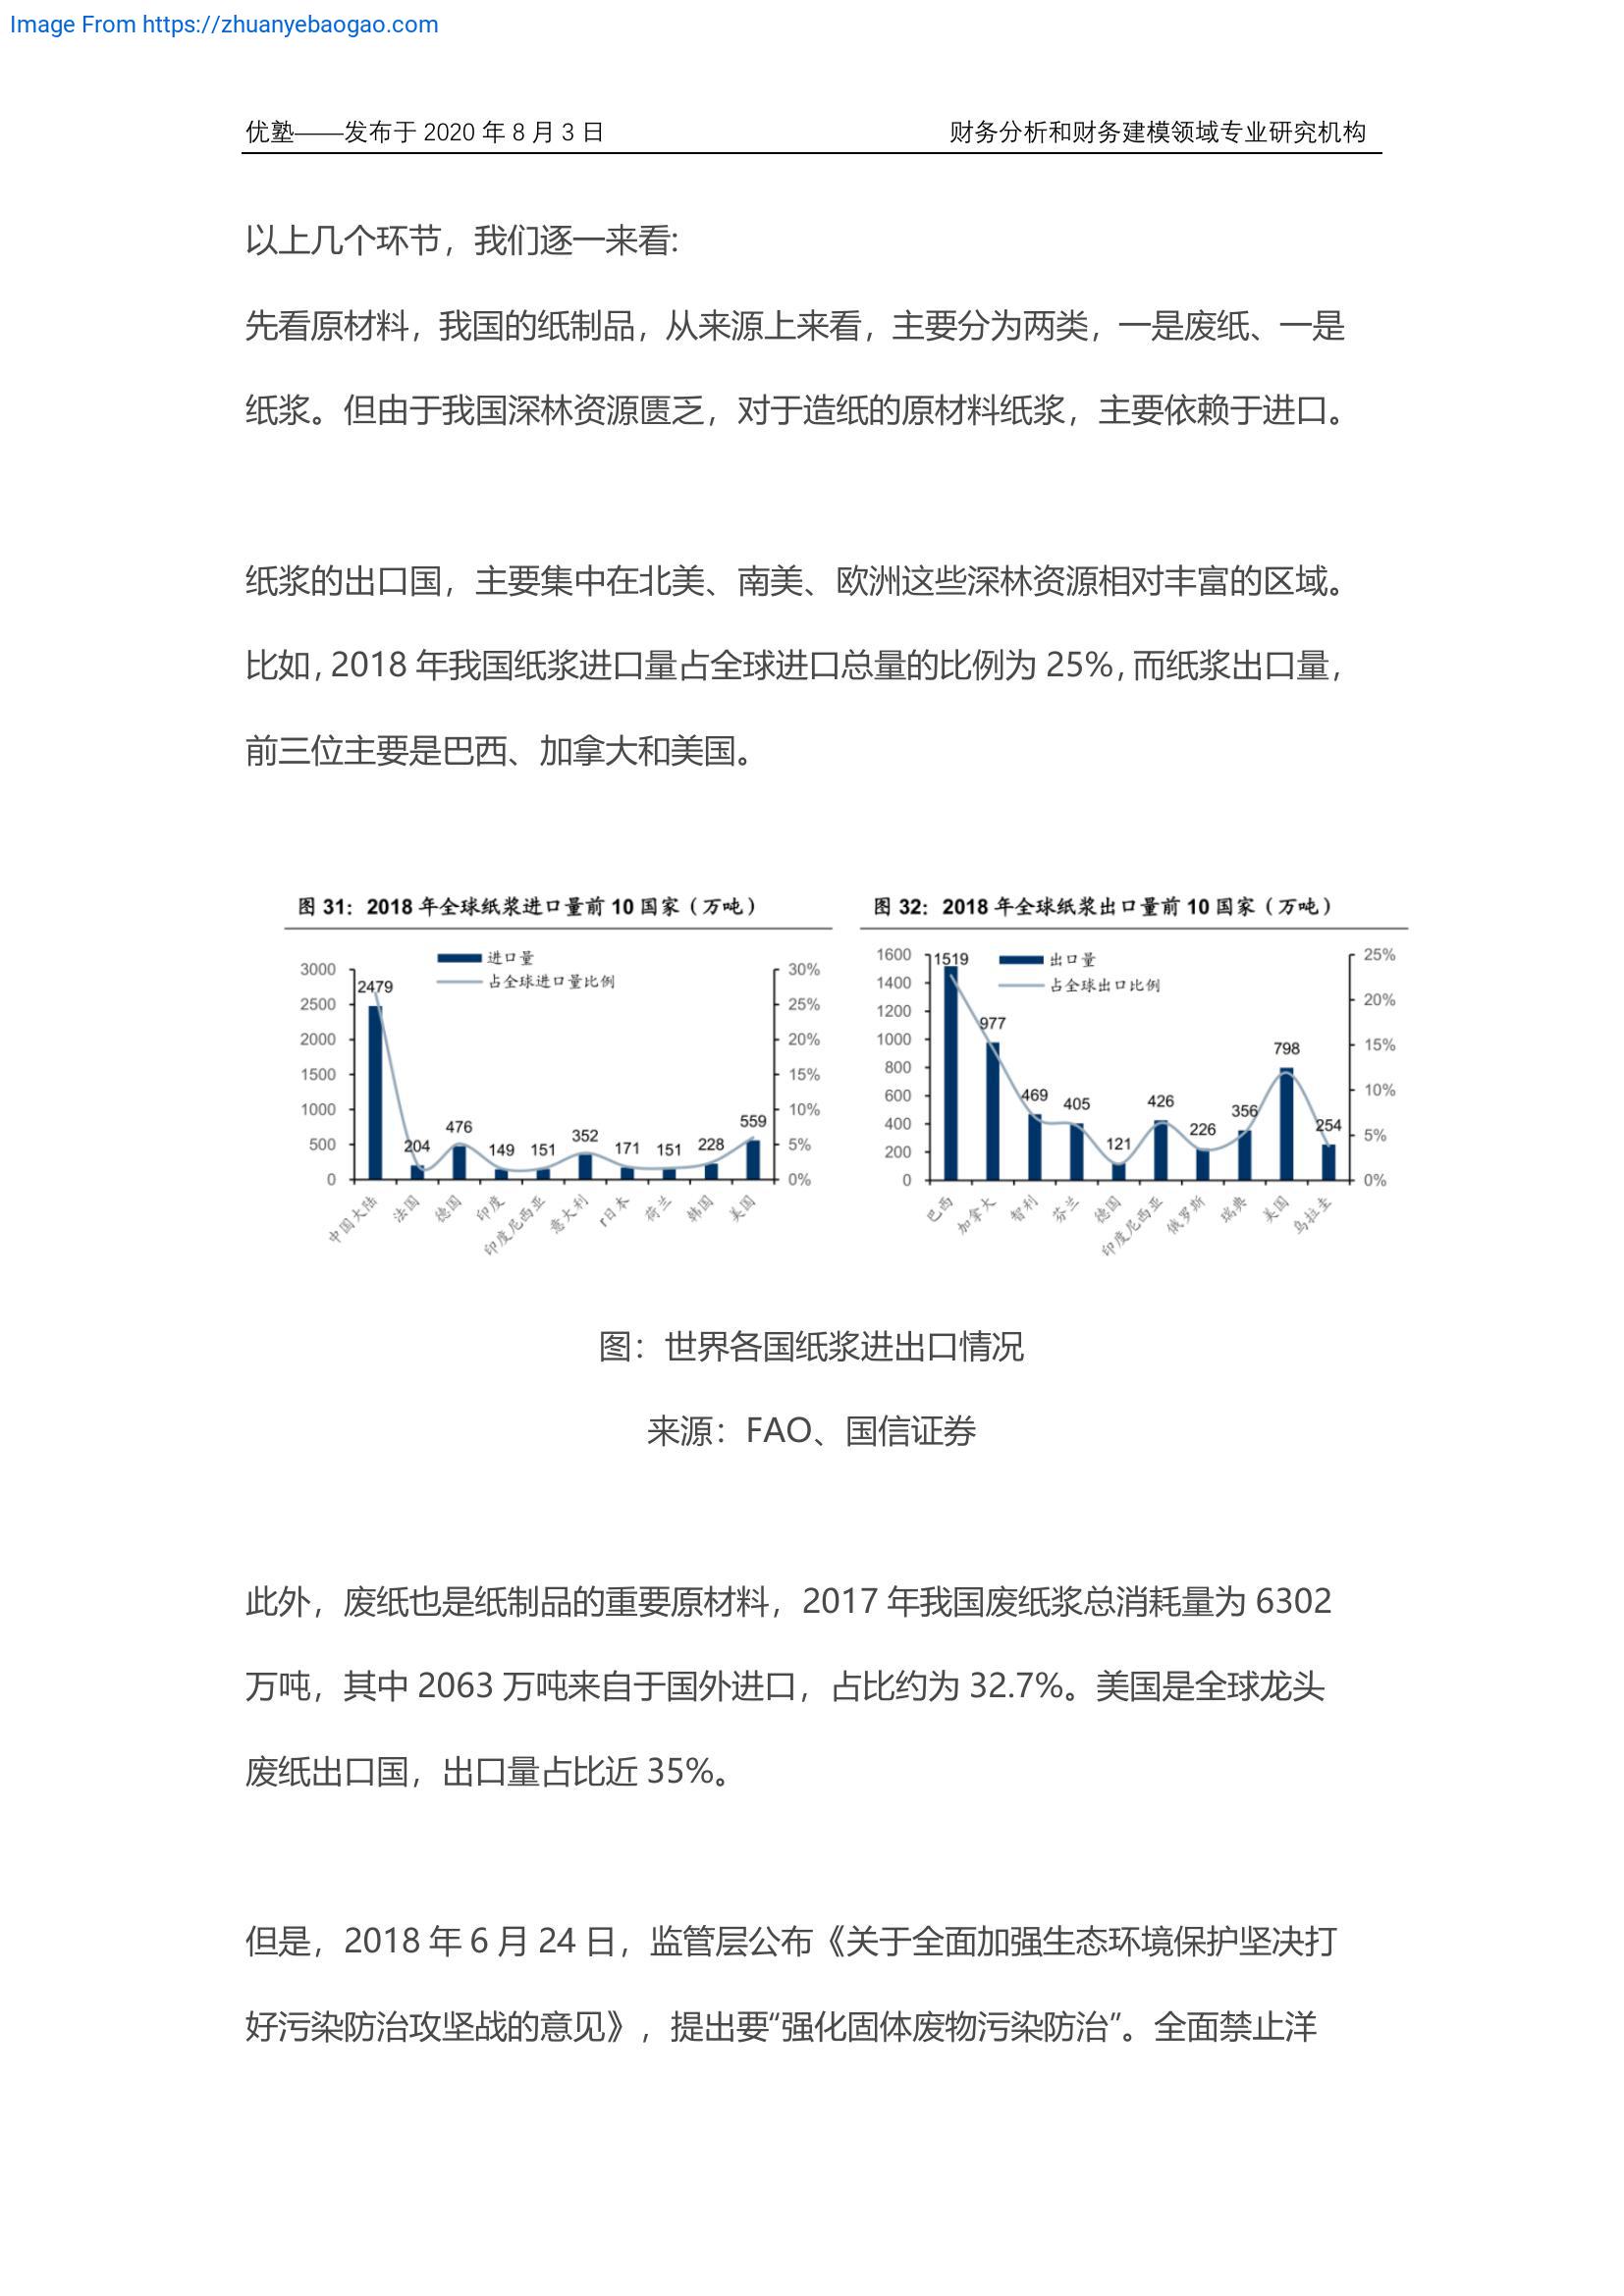 Image From https://zhuanyebaogao.com
优塾——发布于 2020 年 8 月 3 日 财务分析和财务建模领域专业研究机构
以上几个环节，我们逐一来看:
先看原材料，我国的纸制品，从来源上来看，主要分为两类，一是废纸、一是
纸浆。但由于我国深林资源匮乏，对于造纸的原材料纸浆，主要依赖于进口。
纸浆的出口国，主要集中在北美、南美、欧洲这些深林资源相对丰富的区域。
比如，2018 年我国纸浆进口量占全球进口总量的比例为 25%，而纸浆出口量，
前三位主要是巴西、加拿大和美国。
图 31：2018 年全球纸浆进口量前 10 国家（万吨）
进口量
占全球进口量比例
3000
2500
2000
1500
1000
500
0
2479 204 476 149 151 352 171 151 228 559
30%
25%
20%
15%
10%
5%
0%
中国大陆 法国 德国 印度 印度尼西亚 意大利 r日本 荷兰 韩国 美国
图 32：2018 年全球纸浆出口量前 10 国家（万吨）
出口量
占全球出口比例
1600
1400
1200
1000
800
600
400
200
0
1519 977 469 405 121 426 226 356 798 254
25%
20%
15%
10%
5%
0%
巴西 加拿大 智利 芬兰 德国 印度尼西亚 俄罗斯 瑞典 美国 乌拉圭
图：世界各国纸浆进出口情况
来源：FAO、国信证券
此外，废纸也是纸制品的重要原材料，2017 年我国废纸浆总消耗量为 6302
万吨，其中 2063 万吨来自于国外进口，占比约为 32.7%。美国是全球龙头
废纸出口国，出口量占比近 35%。
但是，2018 年 6 月 24 日，监管层公布《关于全面加强生态环境保护坚决打
好污染防治攻坚战的意见》，提出要“强化固体废物污染防治”。全面禁止洋